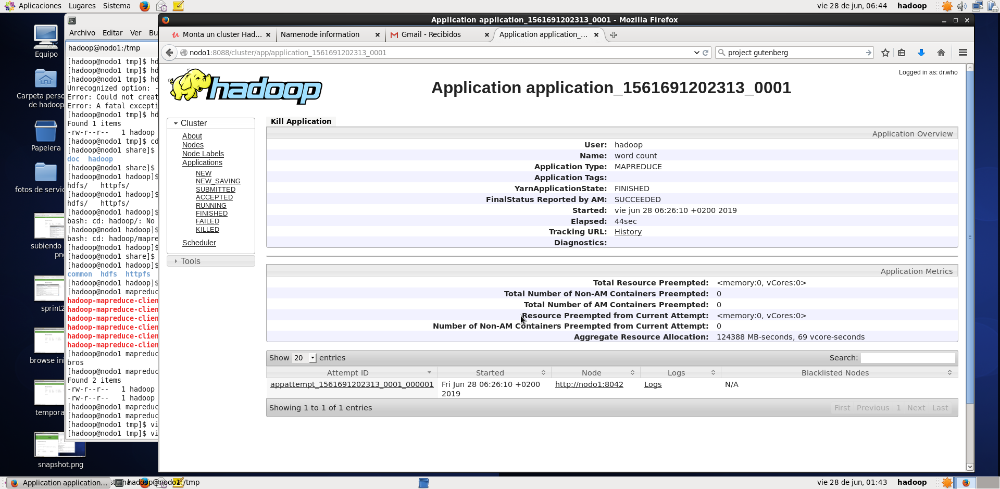 Aplicaciones Lugares Sistema vie 28 de jun, 06:44 hadoop
Application application_1561691202313_0001 - Mozilla Firefox
Archivo Editar Ver
Monta un cluster Had... Namenode information Gmail - Recibidos Application application_...
nodo1:8088/cluster/app/application_1561691202313_0001 project gutenberg
Equipo
Carpeta perso
de hadoop
Papelera
fotos de servic
subiendo
sprint2
browse ini
tempora
snapshot.png
hadoop@nodo1:/tmp
[hadoop@nodo1 tmp]$ hd
[hadoop@nodo1 tmp]$ hd
[hadoop@nodo1 tmp]$ hd
Unrecognized option: -
Error: Could not creat
Error: A fatal excepti
[hadoop@nodo1 tmp]$ hd
Found 1 items
-rw-r--r-- 1 hadoop
[hadoop@nodo1 tmp]$ cd
[hadoop@nodo1 share]$
doc hadoop
[hadoop@nodo1 share]$
[hadoop@nodo1 hadoop]$
hdfs/ httpfs/
[hadoop@nodo1 hadoop]$
hdfs/ httpfs/
[hadoop@nodo1 hadoop]$
bash: cd: hadoop/: No
[hadoop@nodo1 hadoop]$
bash: cd: hadoop/mapre
[hadoop@nodo1 hadoop]$
[hadoop@nodo1 share]$
[hadoop@nodo1 hadoop]$
common hdfs httpfs
[hadoop@nodo1 hadoop]$
[hadoop@nodo1 mapreduc
hadoop-mapreduce-clien
hadoop-mapreduce-clien
hadoop-mapreduce-clien
hadoop-mapreduce-clien
hadoop-mapreduce-clien
hadoop-mapreduce-clien
[hadoop@nodo1 mapreduc
bros
[hadoop@nodo1 mapreduc
Found 2 items
-rw-r--r-- 1 hadoop
-rw-r--r-- 1 hadoop
[hadoop@nodo1 mapreduc
[hadoop@nodo1 mapreduc
[hadoop@nodo1 tmp]$ vi
[hadoop@nodo1 tmp]$ vi
Logged in as: dr.who
hadoop
Application application_1561691202313_0001
Cluster
About
Nodes
Node Labels
Applications
NEW
NEW_SAVING
SUBMITTED
ACCEPTED
RUNNING
FINISHED
FAILED
KILLED
Scheduler
Tools
Kill Application
Application Overview
User: hadoop
Name: word count
Application Type: MAPREDUCE
Application Tags:
YarnApplicationState: FINISHED
FinalStatus Reported by AM: SUCCEEDED
Started: vie jun 28 06:26:10 +0200 2019
Elapsed: 44sec
Tracking URL: History
Diagnostics:
Application Metrics
Total Resource Preempted: <memory:0, vCores:0>
Total Number of Non-AM Containers Preempted: 0
Total Number of AM Containers Preempted: 0
Resource Preempted from Current Attempt: <memory:0, vCores:0>
Number of Non-AM Containers Preempted from Current Attempt: 0
Aggregate Resource Allocation: 124388 MB-seconds, 69 vcore-seconds
Show 20 entries Search:
Attempt ID Started Node Logs Blacklisted Nodes
appattempt_1561691202313_0001_000001 Fri Jun 28 06:26:10 +0200 http://nodo1:8042 Logs N/A
2019
Showing 1 to 1 of 1 entries First Previous 1 Next Last
Application application... hadoop@nodo1:/tmp vie 28 de jun, 01:43 hadoop